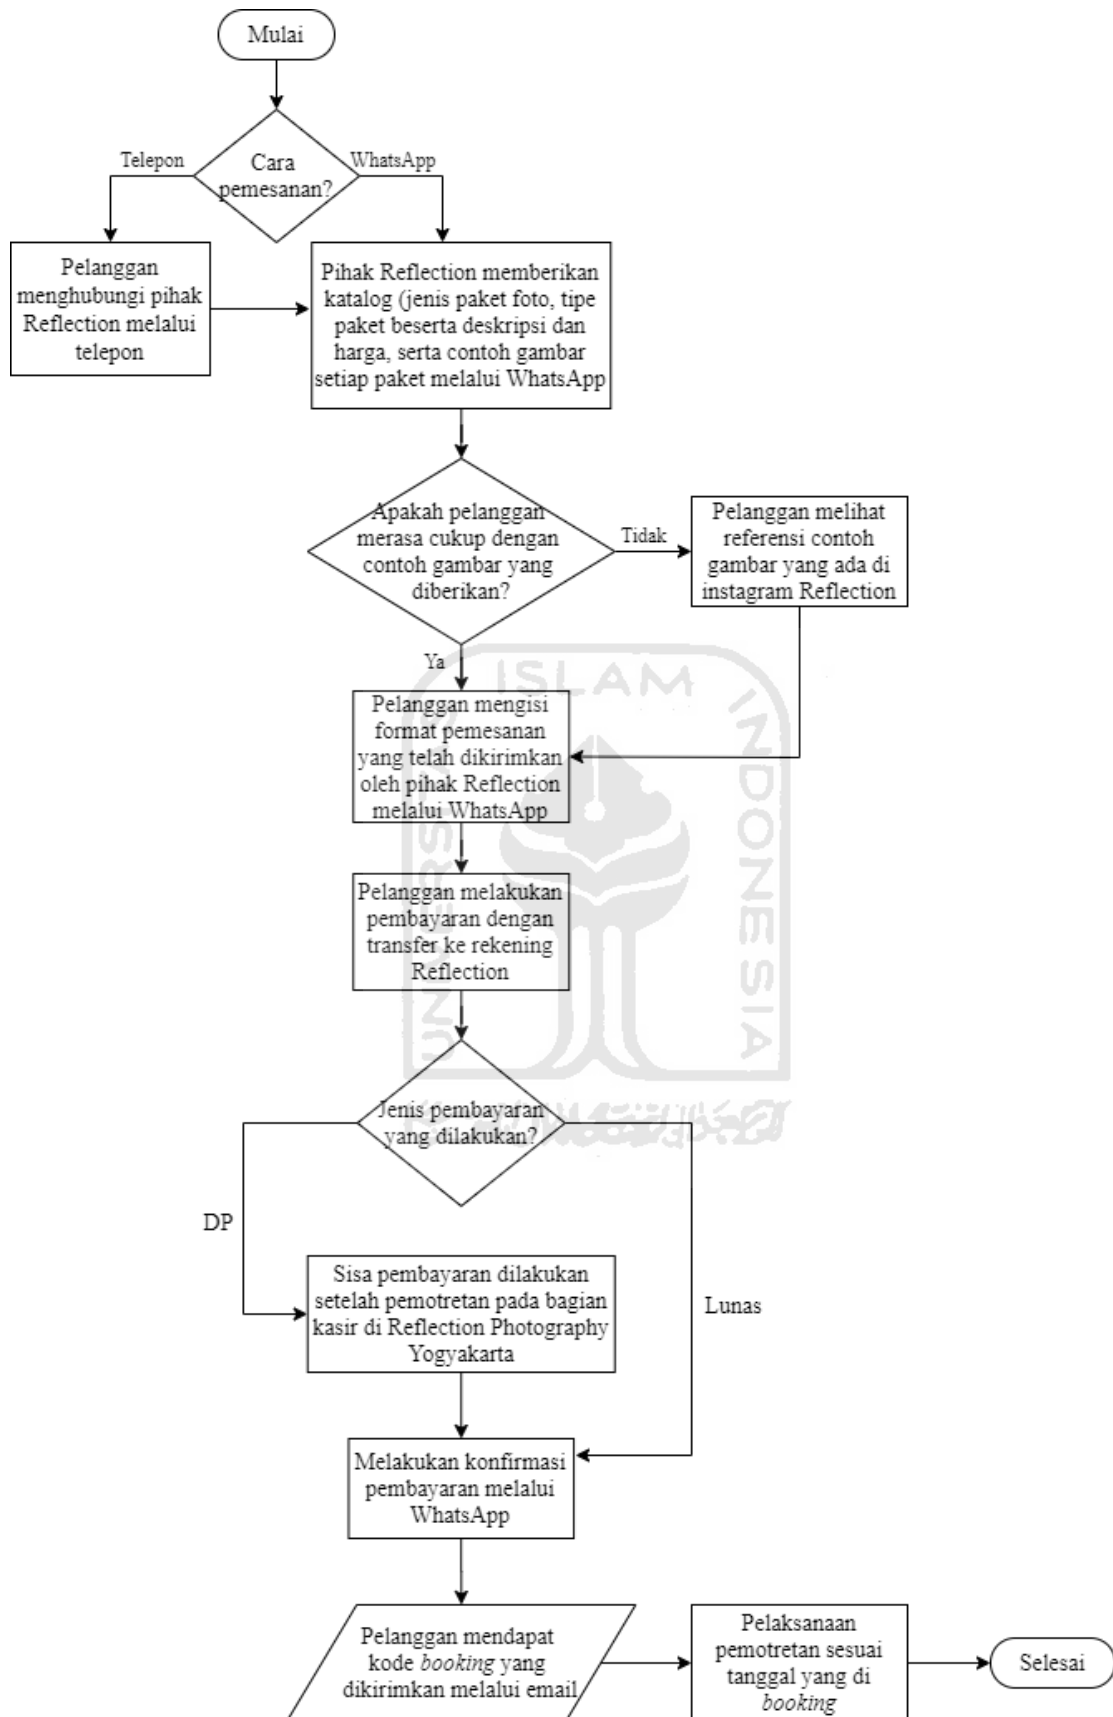 Mulai
Cara
pemesanan?
Telepon
WhatsApp
Pelanggan
menghubungi pihak
Reflection melalui
telepon
Pihak Reflection memberikan
katalog (jenis paket foto, tipe
paket beserta deskripsi dan
harga, serta contoh gambar
setiap paket melalui WhatsApp
Apakah pelanggan
merasa cukup dengan
contoh gambar yang
diberikan?
Tidak
Pelanggan melihat
referensi contoh
gambar yang ada di
instagram Reflection
Ya
Pelanggan mengisi
format pemesanan
yang telah dikirimkan
oleh pihak Reflection
melalui WhatsApp
Pelanggan melakukan
pembayaran dengan
transfer ke rekening
Reflection
Jenis pembayaran
yang dilakukan?
DP
Lunas
Sisa pembayaran dilakukan
setelah pemotretan pada bagian
kasir di Reflection Photography
Yogyakarta
Melakukan konfirmasi
pembayaran melalui
WhatsApp
Pelanggan mendapat
kode booking yang
dikirimkan melalui email
Pelaksanaan
pemotretan sesuai
tanggal yang di
booking
Selesai
UNIVERSITAS
ISLAM
INDONESIA